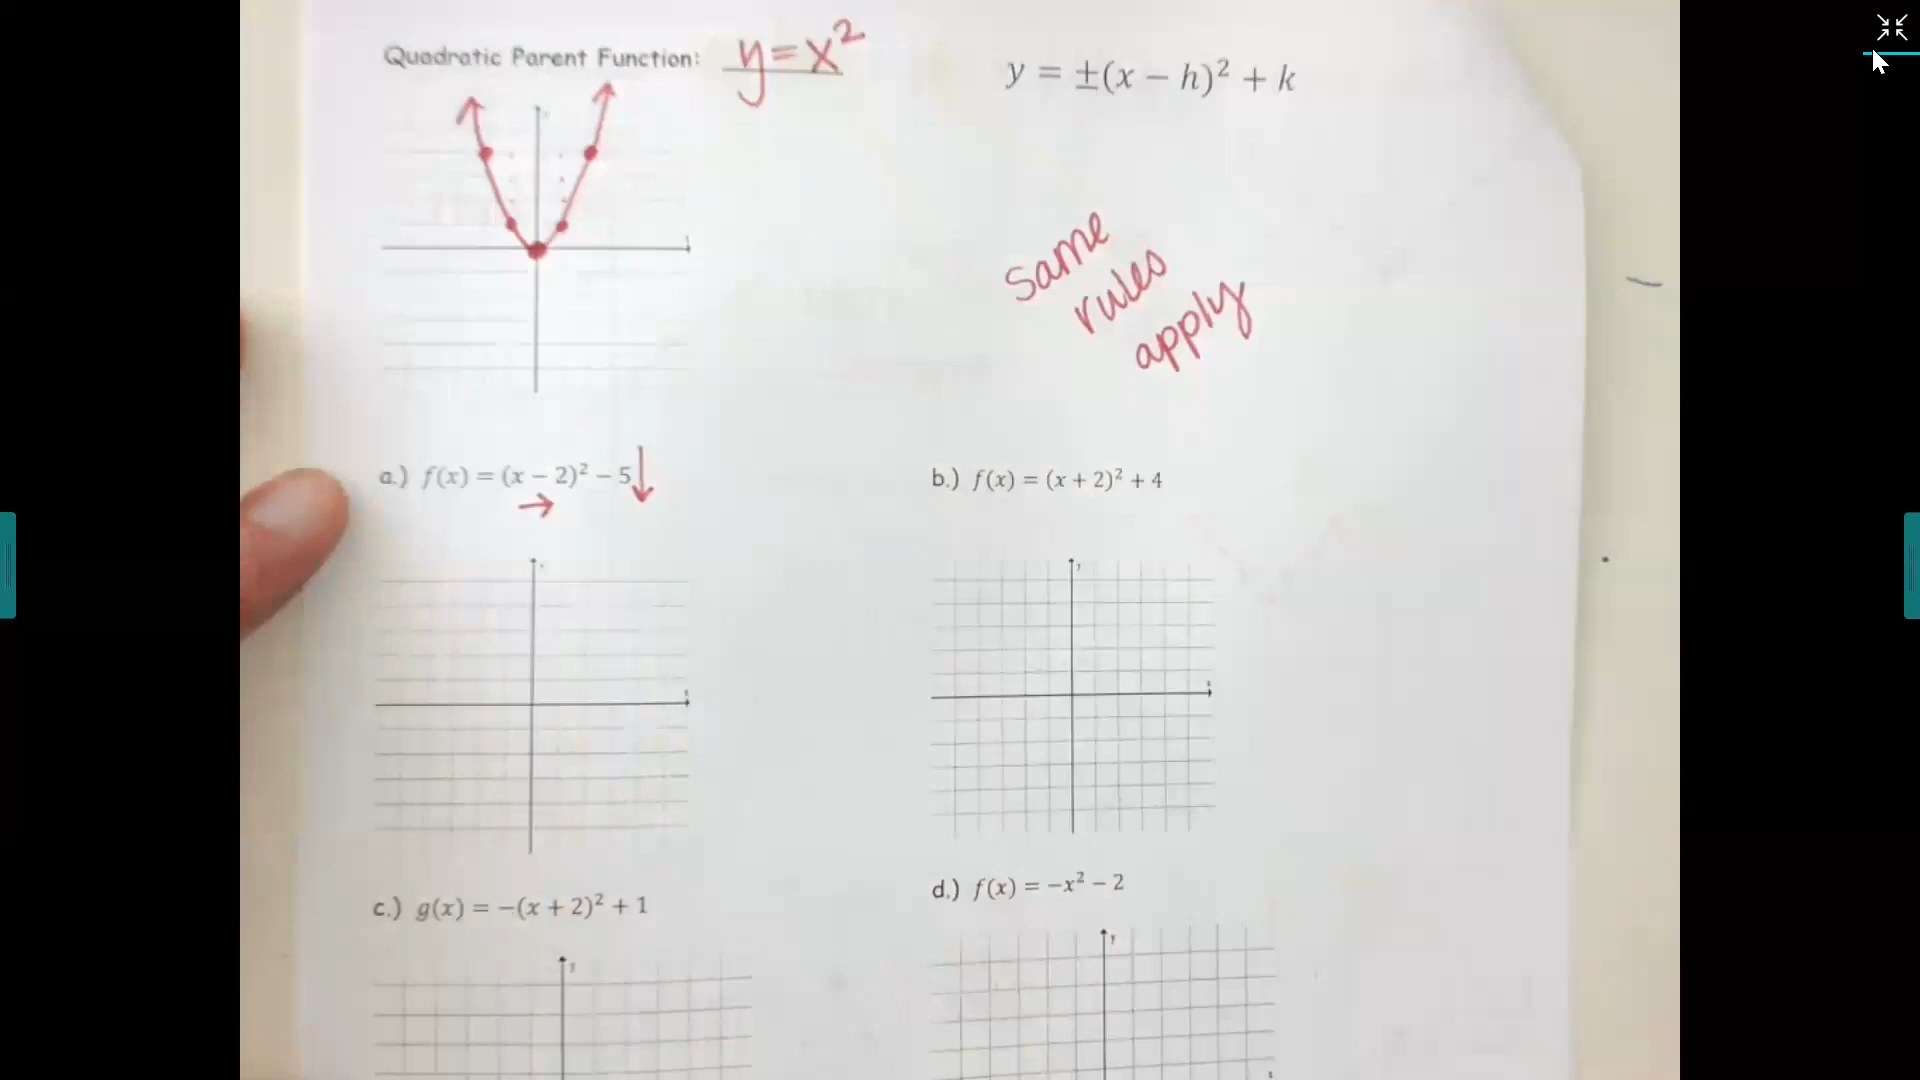 Quadratic Parent Function: y = x²
y = ±(x − h)² + k
same
rules
apply
a.) f(x) = (x − 2)² − 5
b.) f(x) = (x + 2)² + 4
y
c.) g(x) = −(x + 2)² + 1
d.) f(x) = −x² − 2
y
y